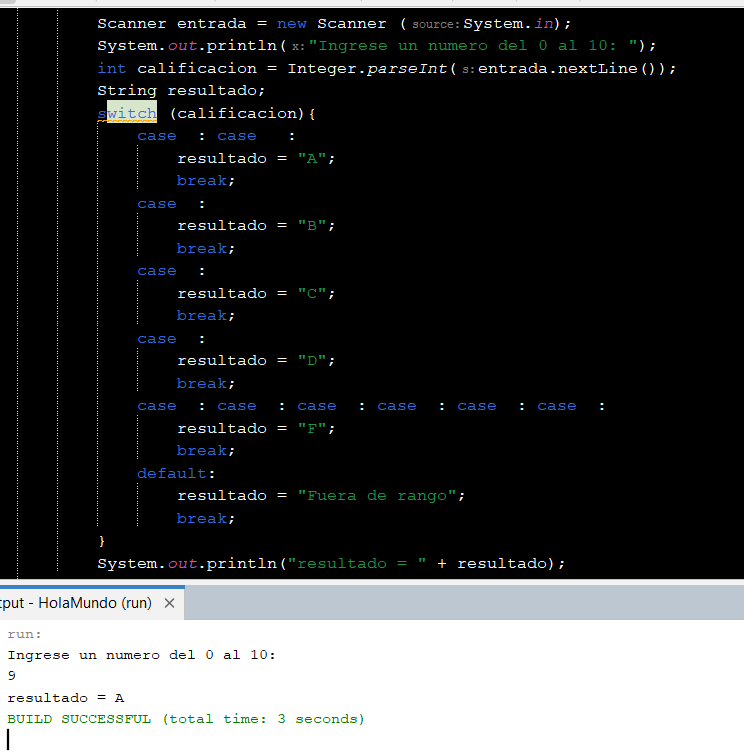 Scanner entrada = new Scanner ( source: System.in);
System.out.println( x: "Ingrese un numero del 0 al 10: ");
int calificacion = Integer.parseInt( s: entrada.nextLine());
String resultado;
switch (calificacion){
case : case :
resultado = "A";
break;
case :
resultado = "B";
break;
case :
resultado = "C";
break;
case :
resultado = "D";
break;
case : case : case : case : case : case :
resultado = "F";
break;
default:
resultado = "Fuera de rango";
break;
}
System.out.println("resultado = " + resultado);
tput - HolaMundo (run) ×
run:
Ingrese un numero del 0 al 10:
9
resultado = A
BUILD SUCCESSFUL (total time: 3 seconds)